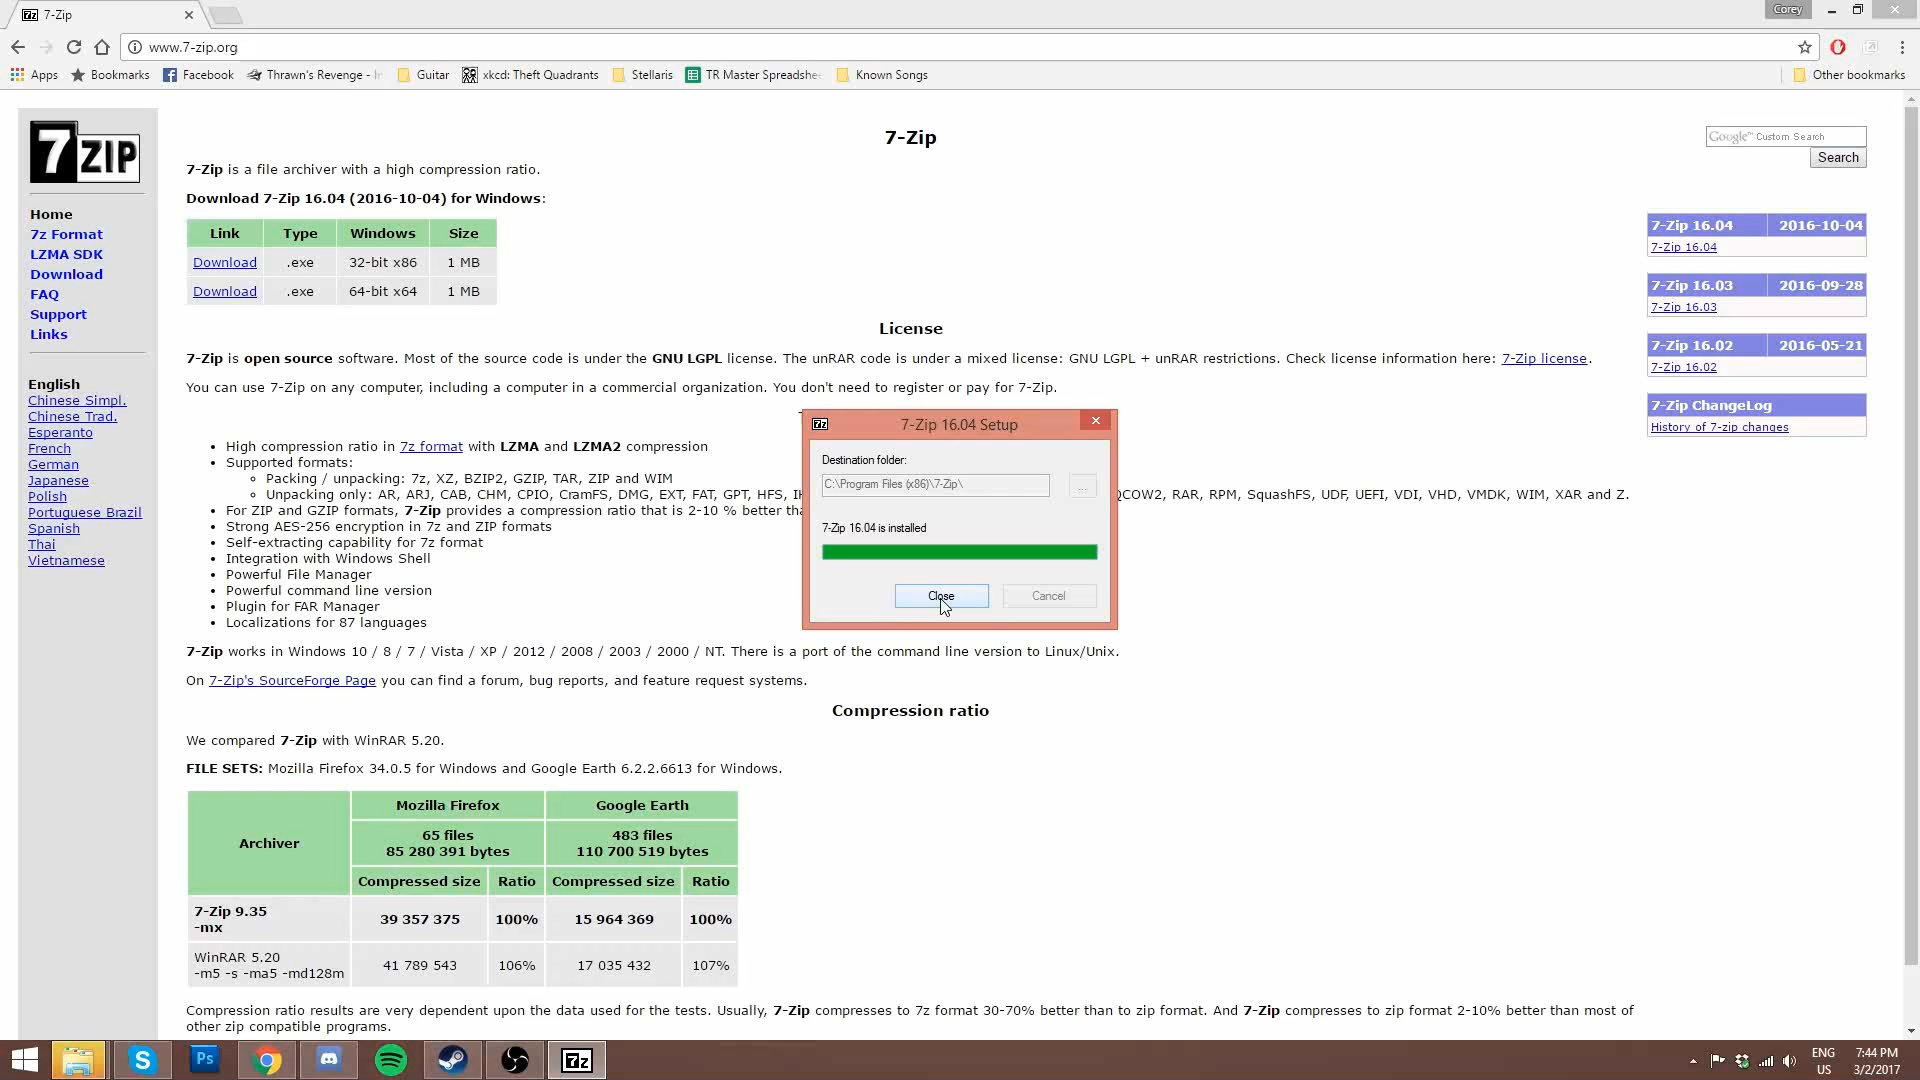 7-Zip
Corey
www.7-zip.org
Apps Bookmarks Facebook Thrawn's Revenge - Guitar xkcd: Theft Quadrants Stellaris TR Master Spreadshe Known Songs Other bookmarks
7 ZIP
Home
7z Format
LZMA SDK
Download
FAQ
Support
Links
English
Chinese Simpl.
Chinese Trad.
Esperanto
French
German
Japanese
Polish
Portuguese Brazil
Spanish
Thai
Vietnamese
7-Zip
7-Zip is a file archiver with a high compression ratio.
Download 7-Zip 16.04 (2016-10-04) for Windows:
Link Type Windows Size
Download .exe 32-bit x86 1 MB
Download .exe 64-bit x64 1 MB
License
7-Zip is open source software. Most of the source code is under the GNU LGPL license. The unRAR code is under a mixed license: GNU LGPL + unRAR restrictions. Check license information here: 7-Zip license.
You can use 7-Zip on any computer, including a computer in a commercial organization. You don't need to register or pay for 7-Zip.
High compression ratio in 7z format with LZMA and LZMA2 compression
Supported formats:
Packing / unpacking: 7z, XZ, BZIP2, GZIP, TAR, ZIP and WIM
Unpacking only: AR, ARJ, CAB, CHM, CPIO, CramFS, DMG, EXT, FAT, GPT, HFS, QCOW2, RAR, RPM, SquashFS, UDF, UEFI, VDI, VHD, VMDK, WIM, XAR and Z.
For ZIP and GZIP formats, 7-Zip provides a compression ratio that is 2-10 % better tha
Strong AES-256 encryption in 7z and ZIP formats
Self-extracting capability for 7z format
Integration with Windows Shell
Powerful File Manager
Powerful command line version
Plugin for FAR Manager
Localizations for 87 languages
7-Zip works in Windows 10 / 8 / 7 / Vista / XP / 2012 / 2008 / 2003 / 2000 / NT. There is a port of the command line version to Linux/Unix.
On 7-Zip's SourceForge Page you can find a forum, bug reports, and feature request systems.
Compression ratio
We compared 7-Zip with WinRAR 5.20.
FILE SETS: Mozilla Firefox 34.0.5 for Windows and Google Earth 6.2.2.6613 for Windows.
Archiver
Mozilla Firefox Google Earth
65 files 483 files
85 280 391 bytes 110 700 519 bytes
Compressed size Ratio Compressed size Ratio
7-Zip 9.35
-mx
39 357 375 100% 15 964 369 100%
WinRAR 5.20
-m5 -s -ma5 -md128m
41 789 543 106% 17 035 432 107%
Compression ratio results are very dependent upon the data used for the tests. Usually, 7-Zip compresses to 7z format 30-70% better than to zip format. And 7-Zip compresses to zip format 2-10% better than most of
other zip compatible programs.
Google™ Custom Search
Search
7-Zip 16.04 2016-10-04
7-Zip 16.04
7-Zip 16.03 2016-09-28
7-Zip 16.03
7-Zip 16.02 2016-05-21
7-Zip 16.02
7-Zip ChangeLog
History of 7-zip changes
7z 7-Zip 16.04 Setup
Destination folder:
C:\Program Files (x86)\7-Zip\
...
7-Zip 16.04 is installed
Close Cancel
S Ps 7z
ENG 7:44 PM
US 3/2/2017